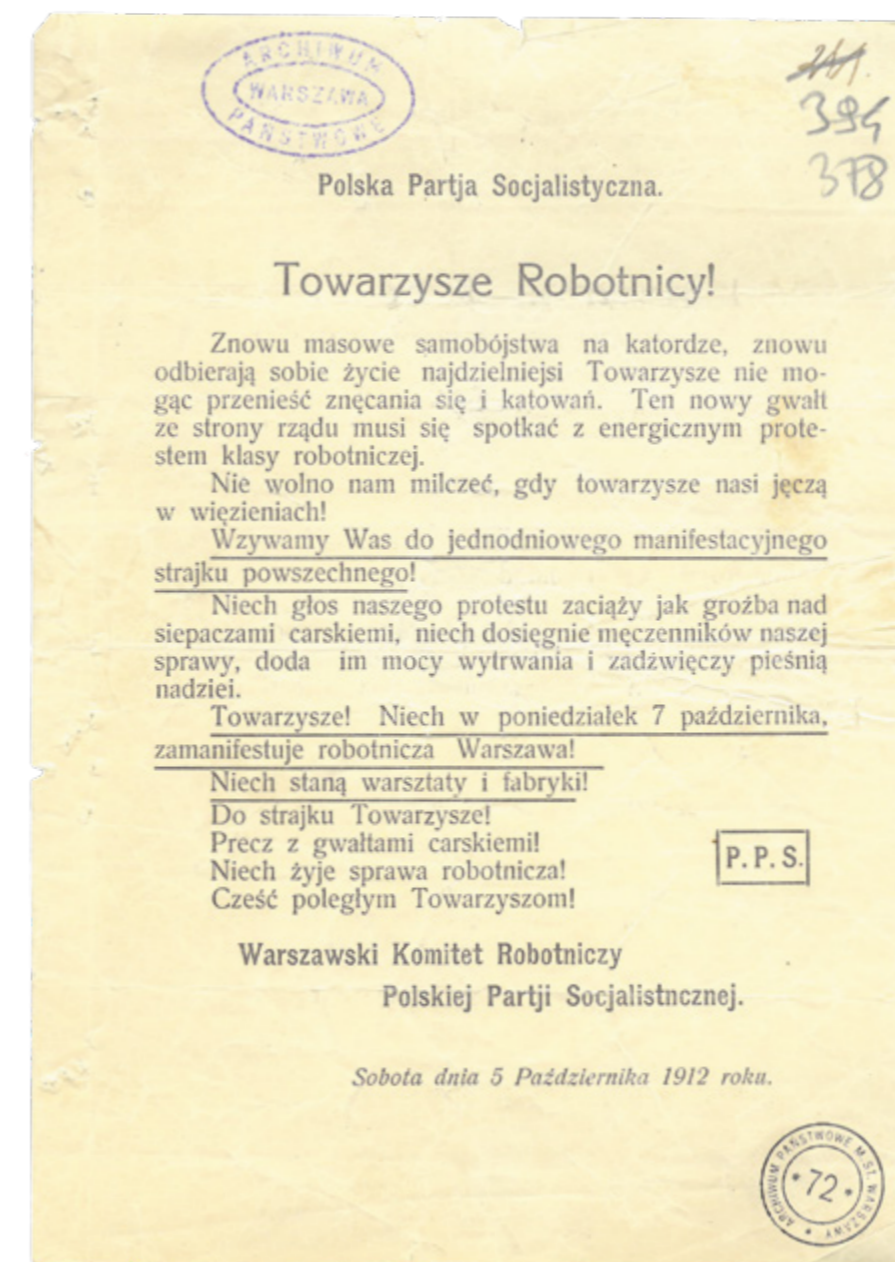 ARCHIWUM
WARSZAWA
PAŃSTWOWE
211.
394
378
Polska Partja Socjalistyczna.
Towarzysze Robotnicy!
Znowu masowe samobójstwa na katordze, znowu
odbierają sobie życie najdzielniejsi Towarzysze nie mo-
gąc przenieść znęcania się i katowań. Ten nowy gwałt
ze strony rządu musi się spotkać z energicznym prote-
stem klasy robotniczej.
Nie wolno nam milczeć, gdy towarzysze nasi jęczą
w więzieniach!
Wzywamy Was do jednodniowego manifestacyjnego
strajku powszechnego!
Niech głos naszego protestu zaciąży jak groźba nad
siepaczami carskiemi, niech dosięgnie męczenników naszej
sprawy, doda im mocy wytrwania i zadźwięczy pieśnią
nadziei.
Towarzysze! Niech w poniedziałek 7 października,
zamanifestuje robotnicza Warszawa!
Niech staną warsztaty i fabryki!
Do strajku Towarzysze!
Precz z gwałtami carskiemi!
Niech żyje sprawa robotnicza!
Cześć poległym Towarzyszom!
P. P. S.
Warszawski Komitet Robotniczy
Polskiej Partji Socjalistncznej.
Sobota dnia 5 Października 1912 roku.
ARCHIWUM PAŃSTWOWE M.ST. WARSZAWY
72